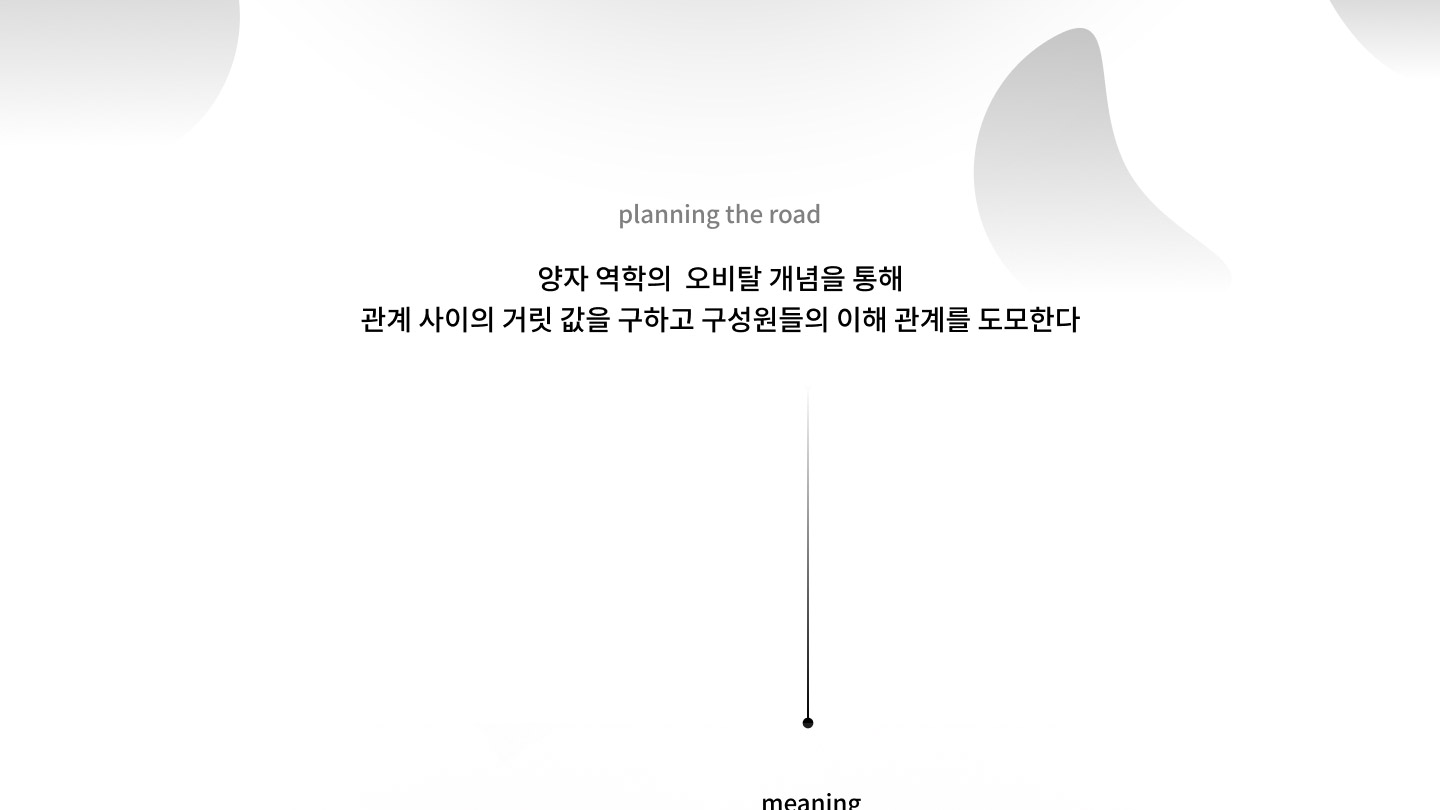 planning the road
양자 역학의  오비탈 개념을 통해
관계 사이의 거릿 값을 구하고 구성원들의 이해 관계를 도모한다
meaning